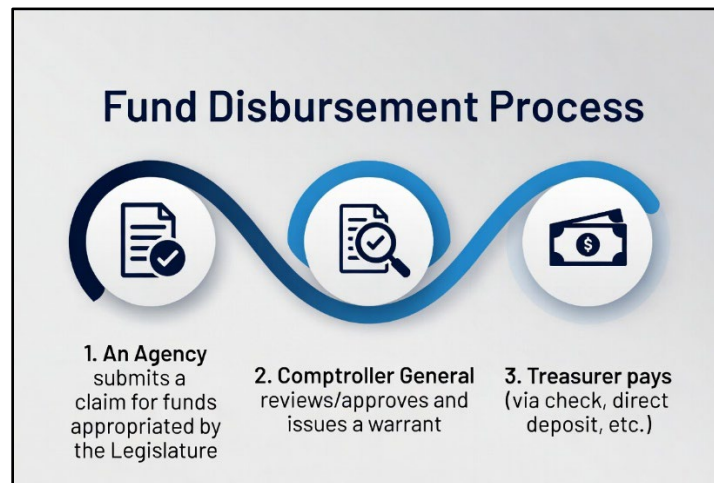 Fund Disbursement Process
1. An Agency
submits a
claim for funds
appropriated by
the Legislature
2. Comptroller General
reviews/approves and
issues a warrant
3. Treasurer pays
(via check, direct
deposit, etc.)
$